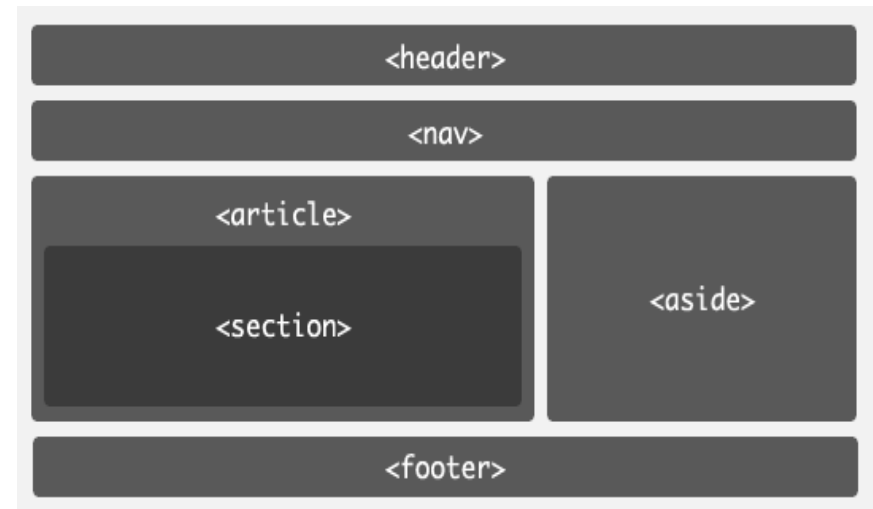 <header>
<nav>
<article>
<section>
<aside>
<footer>